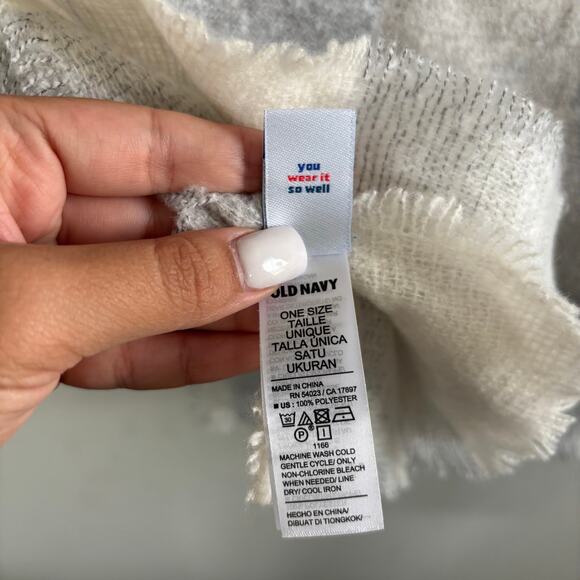 you
wear it
so well
OLD NAVY
ONE SIZE
TAILLE
UNIQUE
TALLA ÚNICA
SATU
UKURAN
MADE IN CHINA
RN 54023 / CA 17897
■ US : 100% POLYESTER
30
P
1166
MACHINE WASH COLD
GENTLE CYCLE/ ONLY
NON-CHLORINE BLEACH
WHEN NEEDED/ LINE
DRY/ COOL IRON
HECHO EN CHINA/
DIBUAT DI TIONGKOK/